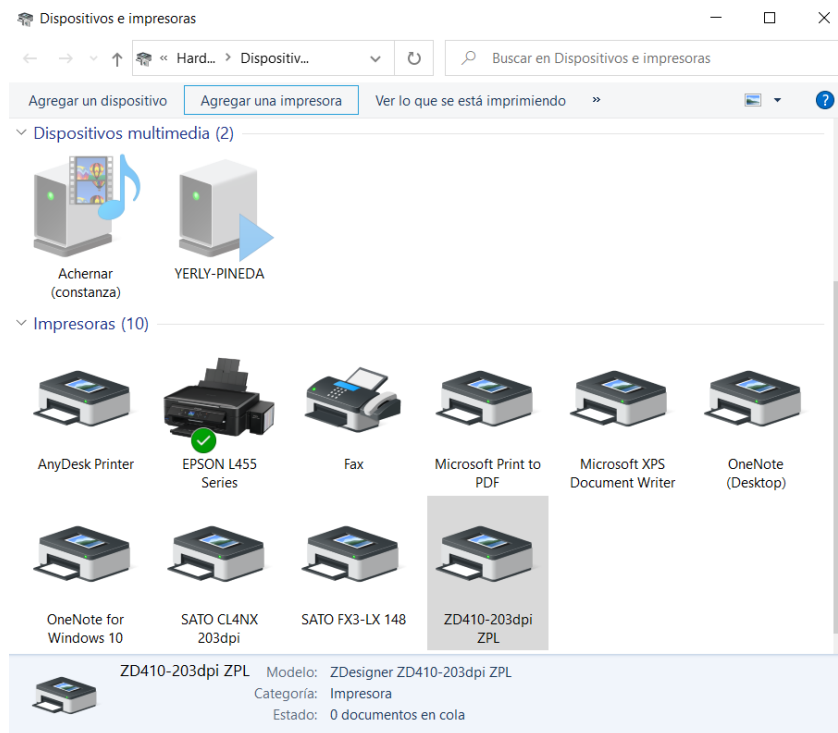 Dispositivos e impresoras
« Hard... > Dispositiv...
Buscar en Dispositivos e impresoras
Agregar un dispositivo
Agregar una impresora
Ver lo que se está imprimiendo
»
?
Dispositivos multimedia (2)
Achernar
(constanza)
YERLY-PINEDA
Impresoras (10)
AnyDesk Printer
EPSON L455
Series
Fax
Microsoft Print to
PDF
Microsoft XPS
Document Writer
OneNote
(Desktop)
OneNote for
Windows 10
SATO CL4NX
203dpi
SATO FX3-LX 148
ZD410-203dpi
ZPL
ZD410-203dpi ZPL
Modelo: ZDesigner ZD410-203dpi ZPL
Categoría: Impresora
Estado: 0 documentos en cola